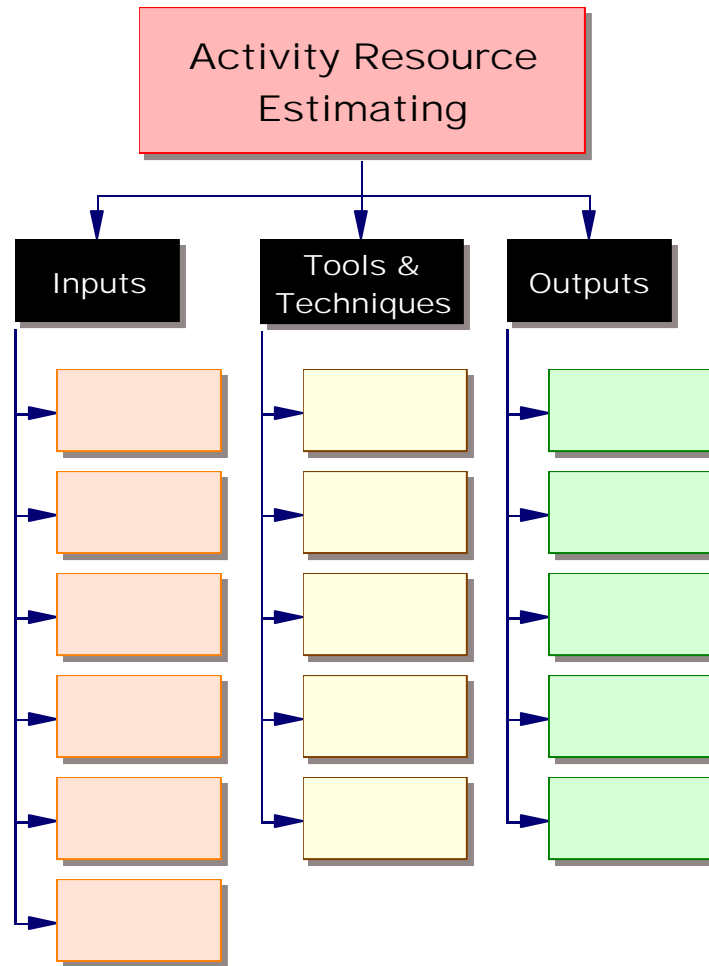 Activity Resource
Estimating
Inputs
Tools &
Techniques
Outputs